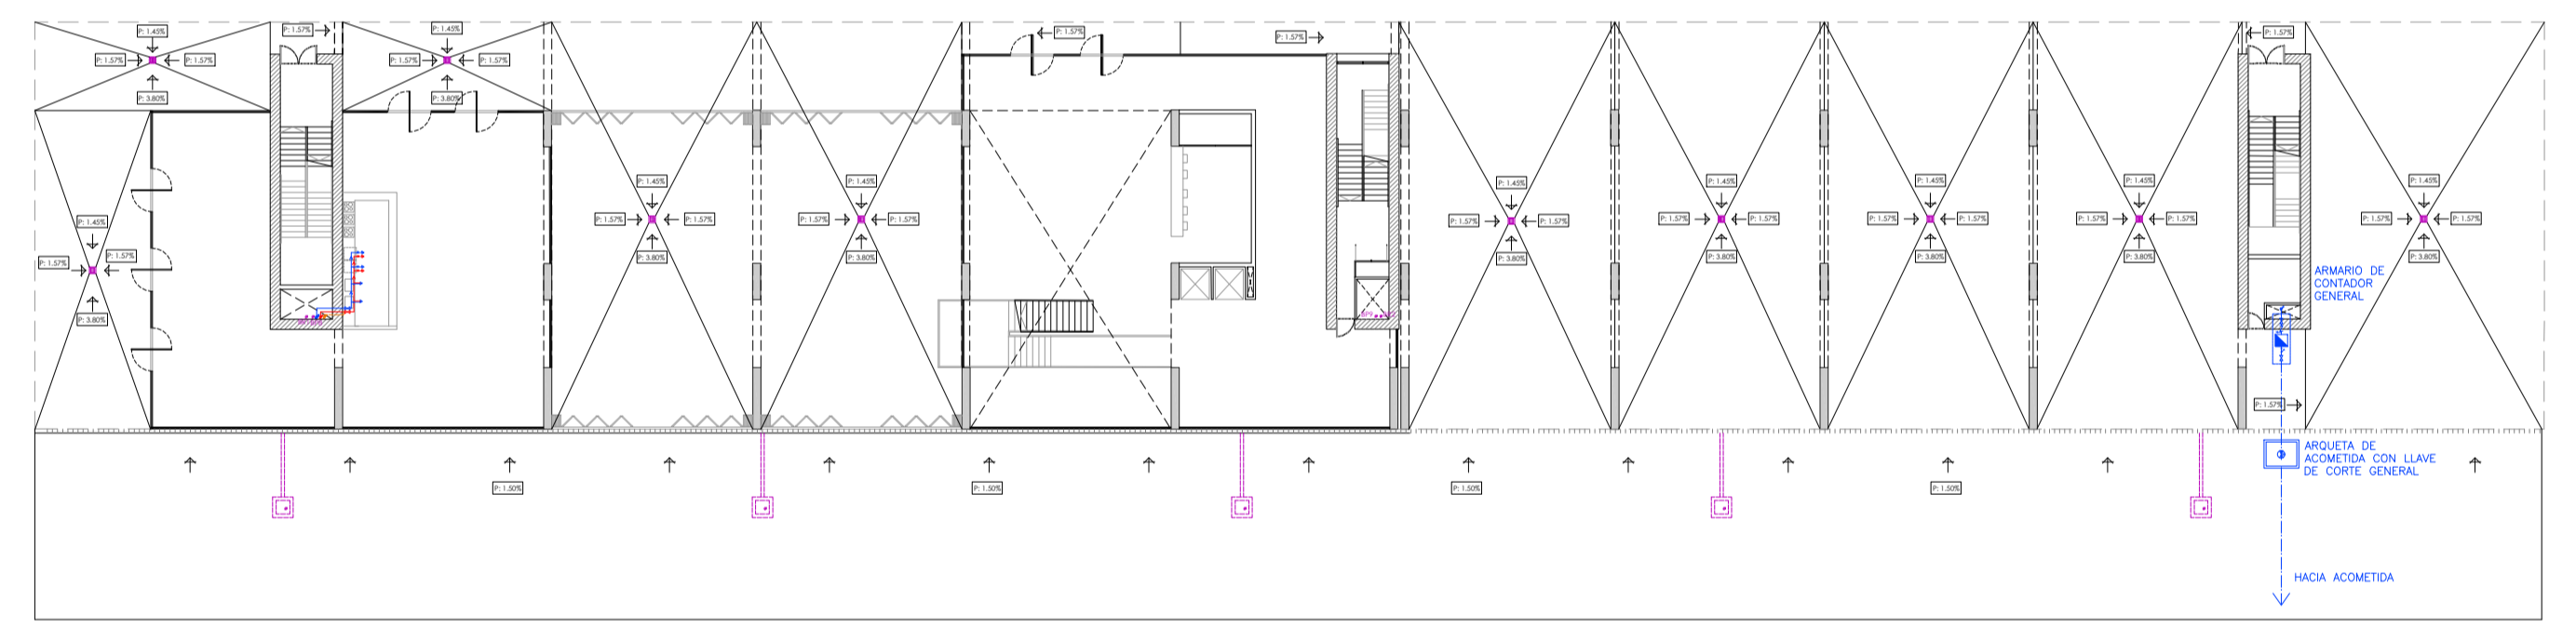 P: 1.45%
P: 1.57%
P: 1.57%
P: 3.80%
P: 1.57%
P: 1.45%
P: 1.57%
P: 1.57%
P: 3.80%
P: 1.57%
P: 1.57%
P: 1.57%
P: 1.45%
P: 1.57%
P: 1.57%
P: 3.80%
P: 1.45%
P: 1.57%
P: 1.57%
P: 3.80%
P: 1.45%
P: 1.57%
P: 1.57%
P: 3.80%
P: 1.45%
P: 1.57%
P: 1.57%
P: 3.80%
P: 1.45%
P: 1.57%
P: 1.57%
P: 3.80%
P: 1.45%
P: 1.57%
P: 1.57%
P: 3.80%
P: 1.45%
P: 1.57%
P: 1.57%
P: 3.80%
P: 1.45%
P: 1.57%
P: 1.57%
P: 3.80%
ARMARIO DE
CONTADOR
GENERAL
P: 1.57%
ARQUETA DE
ACOMETIDA CON LLAVE
DE CORTE GENERAL
P: 1.50%
P: 1.50%
P: 1.50%
P: 1.50%
HACIA ACOMETIDA